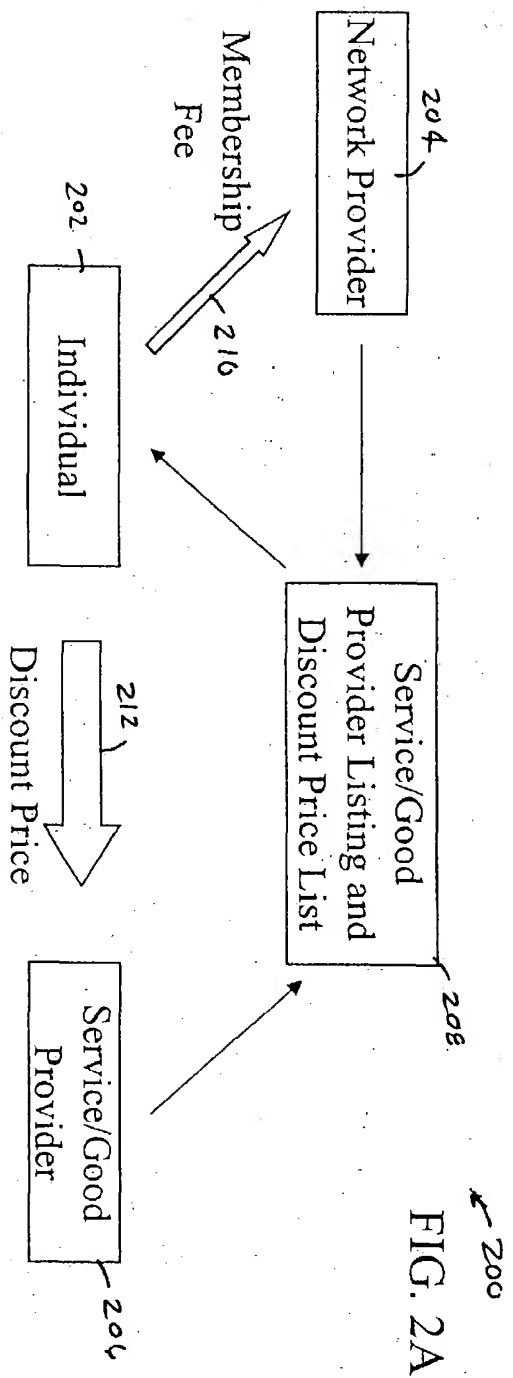 200
FIG. 2A
204
Network Provider
208
Service/Good
Provider Listing and
Discount Price List
Membership
Fee
210
202
Individual
212
Discount Price
Service/Good
Provider
206